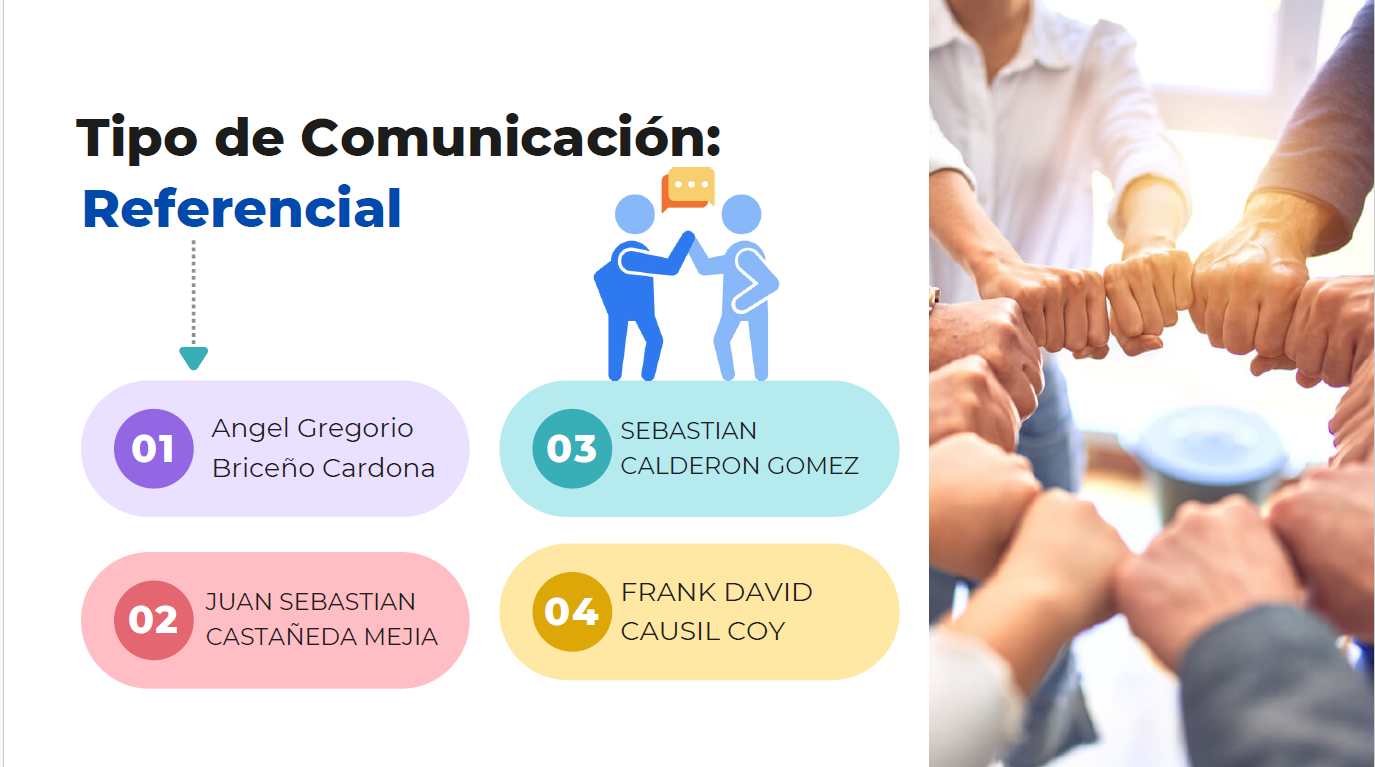 Tipo de Comunicación:
Referencial
01
Angel Gregorio
Briceño Cardona
02
JUAN SEBASTIAN
CASTAÑEDA MEJIA
03
SEBASTIAN
CALDERON GOMEZ
04
FRANK DAVID
CAUSIL COY